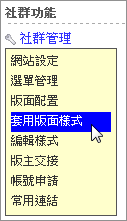 社群功能
社群管理
網站設定
選單管理
版面配置
套用版面樣式
編輯樣式
版主交接
帳號申請
常用連結